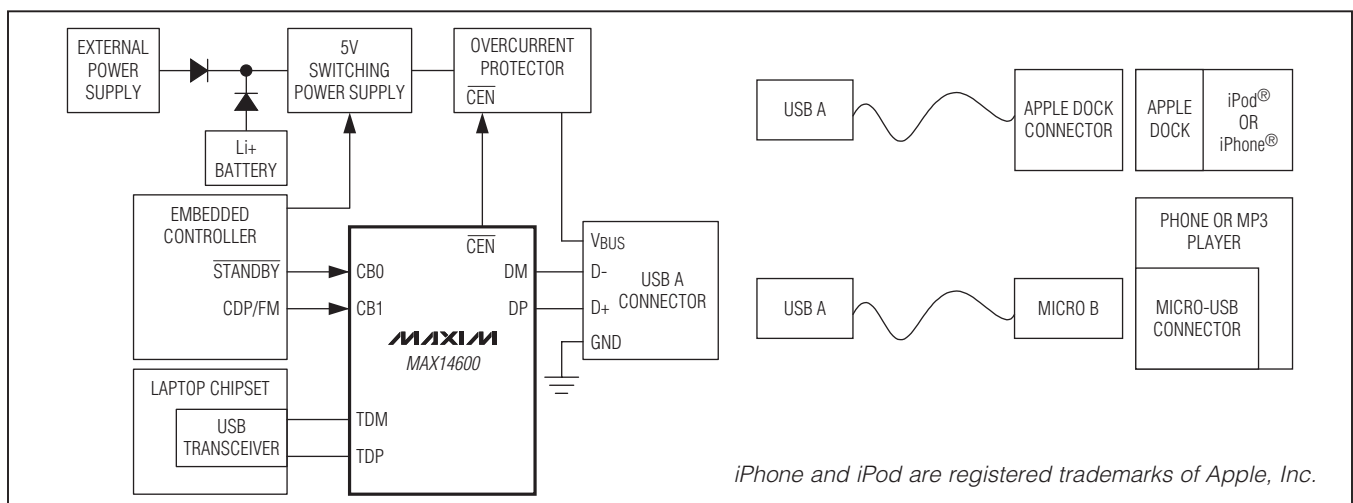 EXTERNAL
POWER
SUPPLY
5V
SWITCHING
POWER SUPPLY
OVERCURRENT
PROTECTOR
CEN
Li+
BATTERY
EMBEDDED
CONTROLLER
STANDBY
CDP/FM
CB0
CB1
CEN
DM
DP
MAXIM
MAX14600
TDM
TDP
LAPTOP CHIPSET
USB
TRANSCEIVER
VBUS
D-
D+
GND
USB A
CONNECTOR
USB A
APPLE DOCK
CONNECTOR
APPLE
DOCK
iPod®
OR
iPhone®
USB A
MICRO B
PHONE OR MP3
PLAYER
MICRO-USB
CONNECTOR
iPhone and iPod are registered trademarks of Apple, Inc.